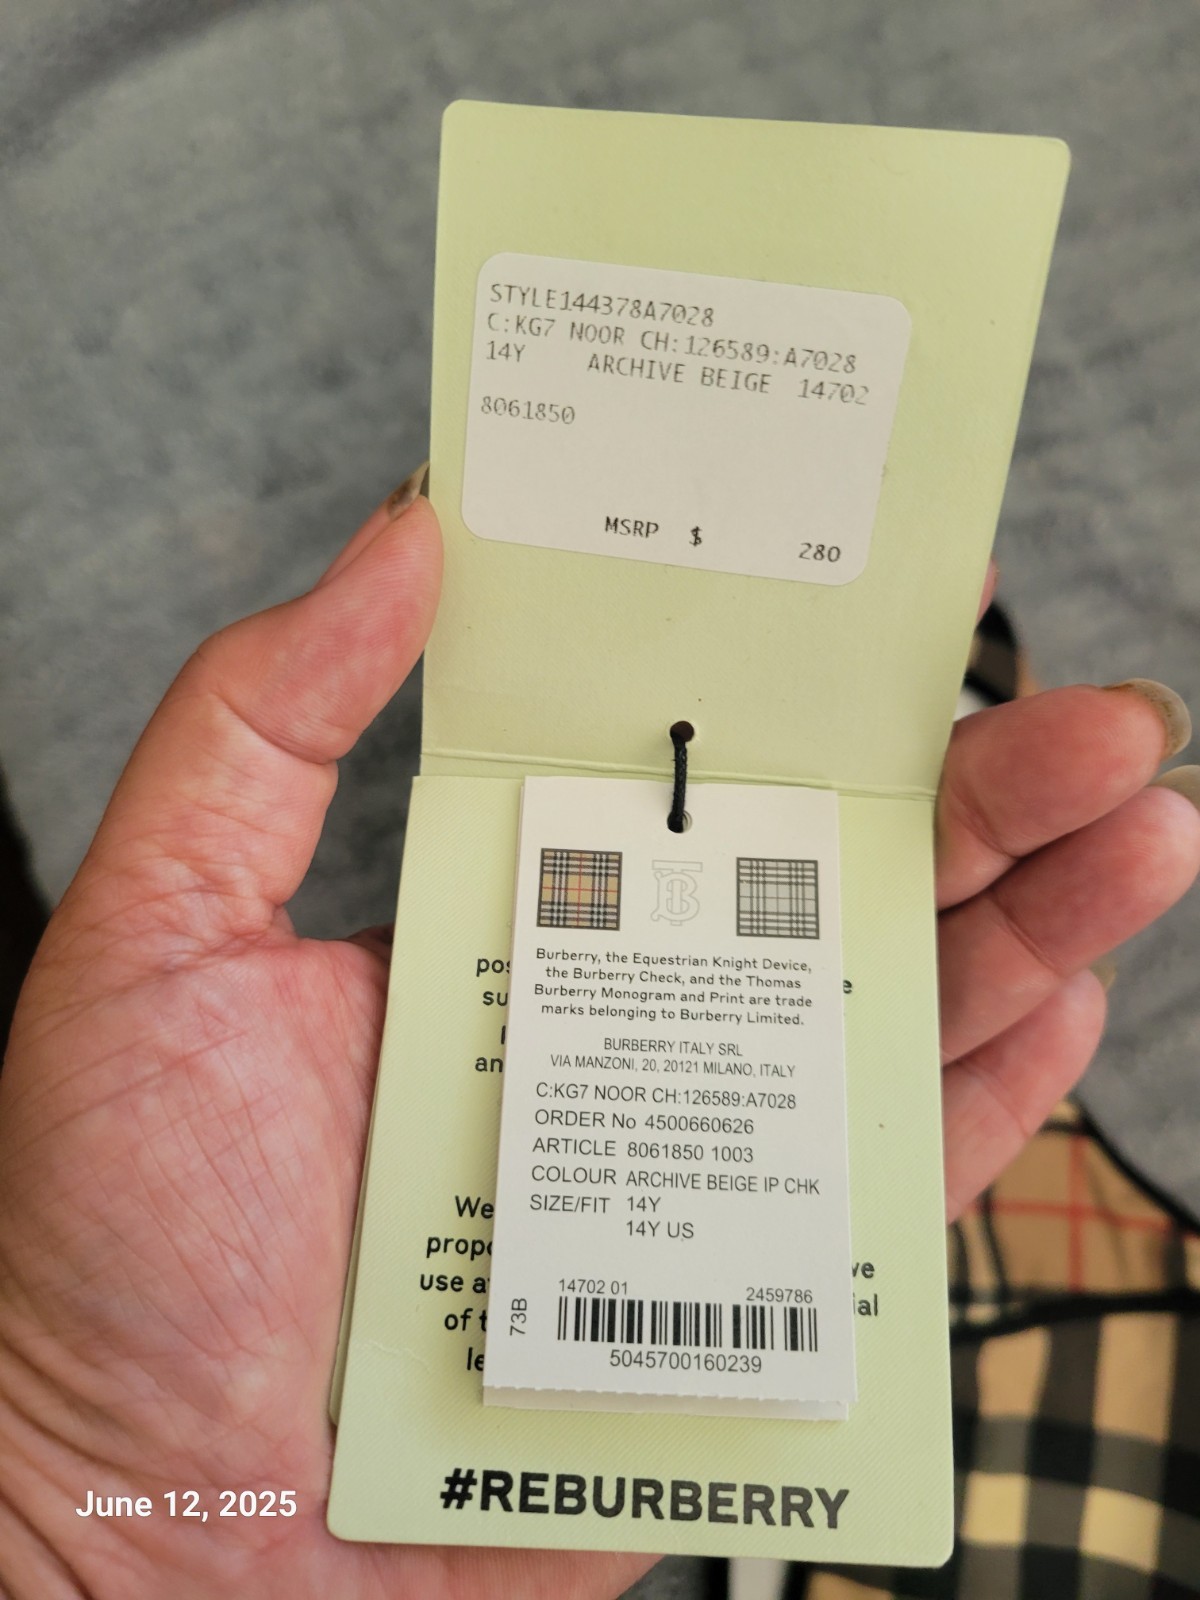 STYLE144378A7028
C:KG7 NOOR CH:126589:A7028
14Y ARCHIVE BEIGE 14702
8061850
MSRP $ 280
B
Burberry, the Equestrian Knight Device,
the Burberry Check, and the Thomas
Burberry Monogram and Print are trade
marks belonging to Burberry Limited.
BURBERRY ITALY SRL
VIA MANZONI, 20, 20121 MILANO, ITALY
C:KG7 NOOR CH:126589:A7028
ORDER No 4500660626
ARTICLE 8061850 1003
COLOUR ARCHIVE BEIGE IP CHK
SIZE/FIT 14Y
14Y US
14702 01 2459786
73B
5045700160239
We
of
#REBURBERRY
June 12, 2025